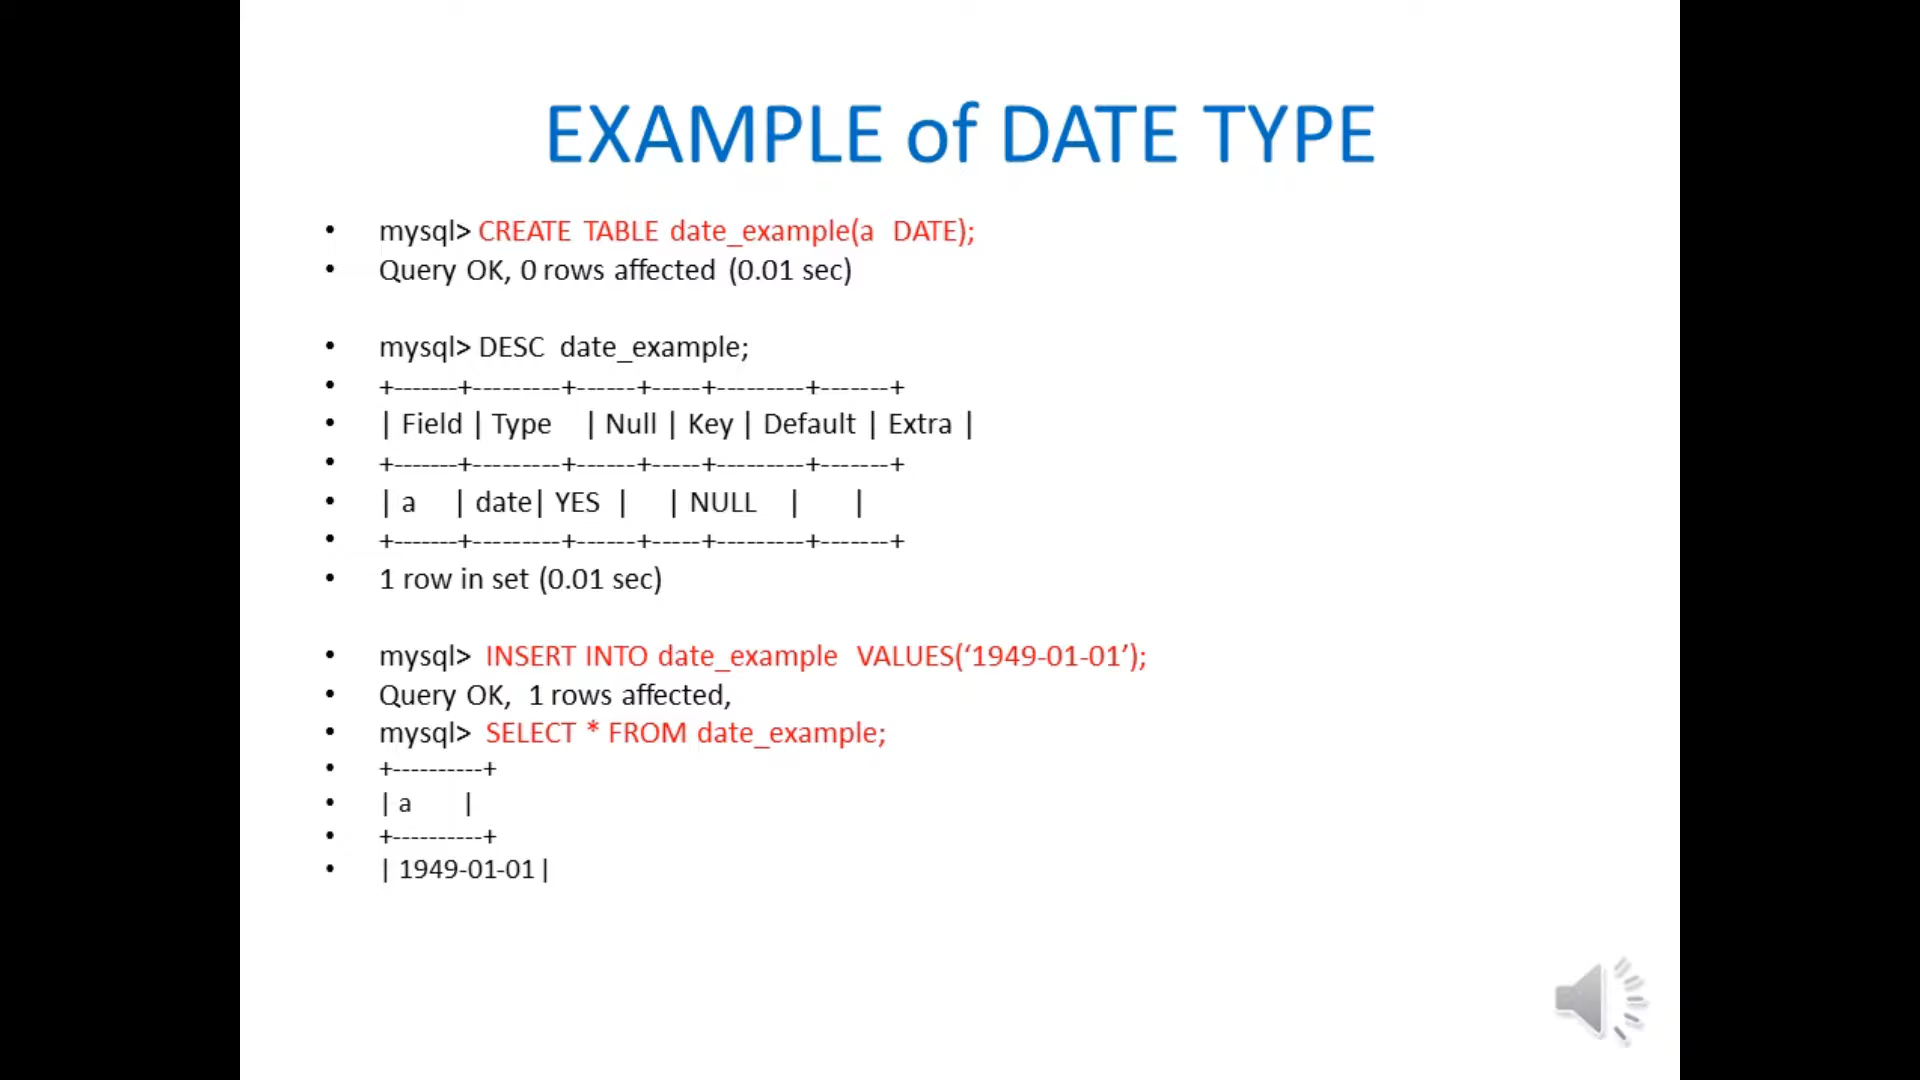 EXAMPLE of DATE TYPE
• mysql> CREATE TABLE date_example(a DATE);
• Query OK, 0 rows affected (0.01 sec)
• mysql> DESC date_example;
• +-------+---------+------+-----+---------+-------+
• | Field | Type | Null | Key | Default | Extra |
• +-------+---------+------+-----+---------+-------+
• | a | date| YES | | NULL | |
• +-------+---------+------+-----+---------+-------+
• 1 row in set (0.01 sec)
• mysql> INSERT INTO date_example VALUES(‘1949-01-01’);
• Query OK, 1 rows affected,
• mysql> SELECT * FROM date_example;
• +----------+
• | a |
• +----------+
• | 1949-01-01 |